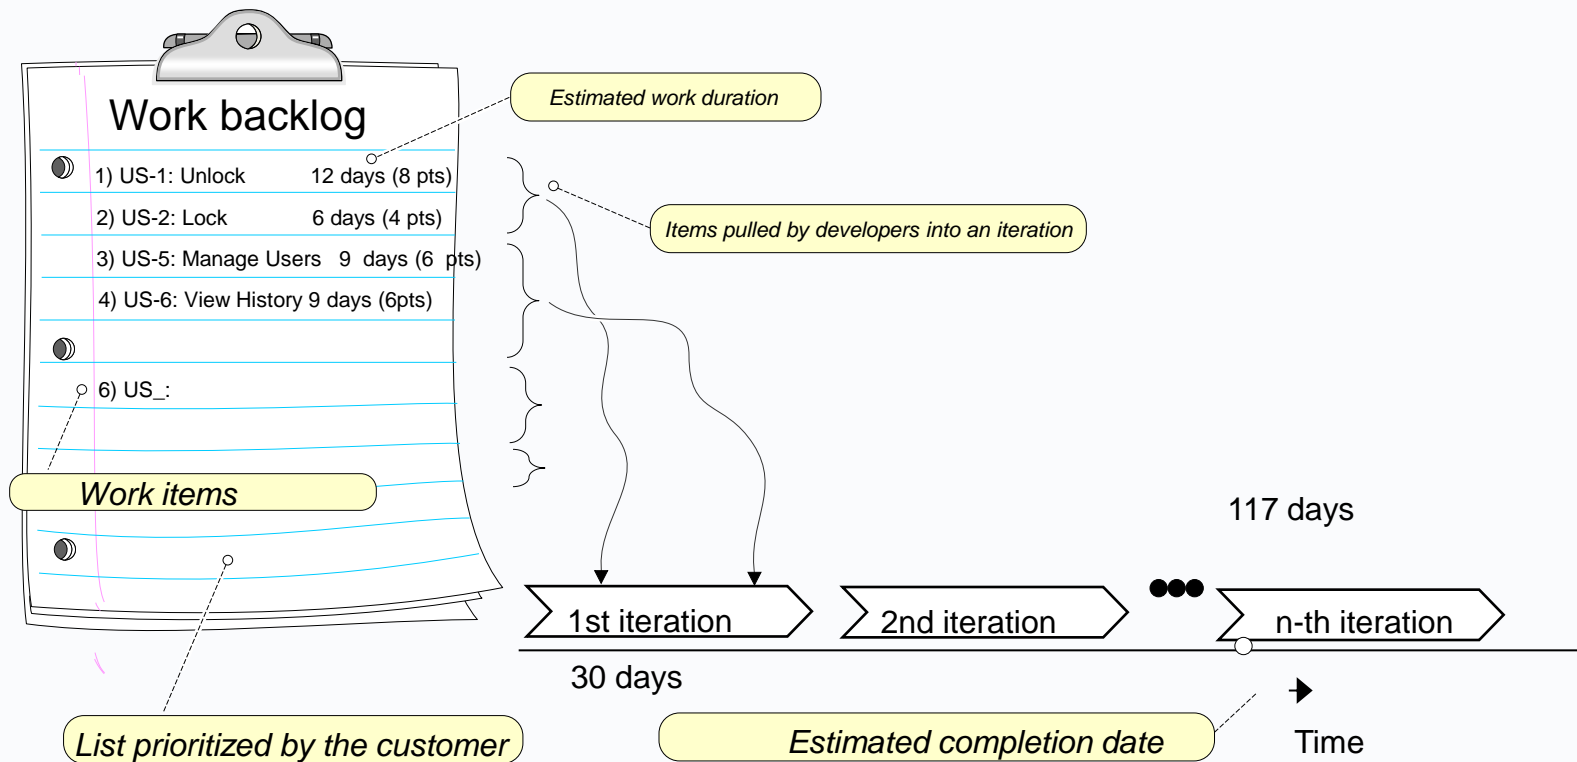 Work backlog
Estimated work duration
1) US-1: Unlock 12 days (8 pts)
2) US-2: Lock 6 days (4 pts)
Items pulled by developers into an iteration
3) US-5: Manage Users 9 days (6 pts)
4) US-6: View History 9 days (6pts)
6) US_:
Work items
117 days
1st iteration
2nd iteration
n-th iteration
30 days
List prioritized by the customer
Estimated completion date
Time